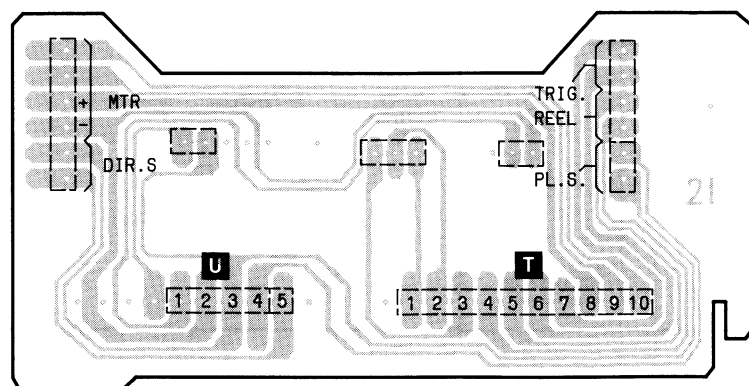 TRIG.
+ MTR
REEL
-
DIR.S
PL.S.
21
U
T
1 2 3 4 5
1 2 3 4 5 6 7 8 9 10